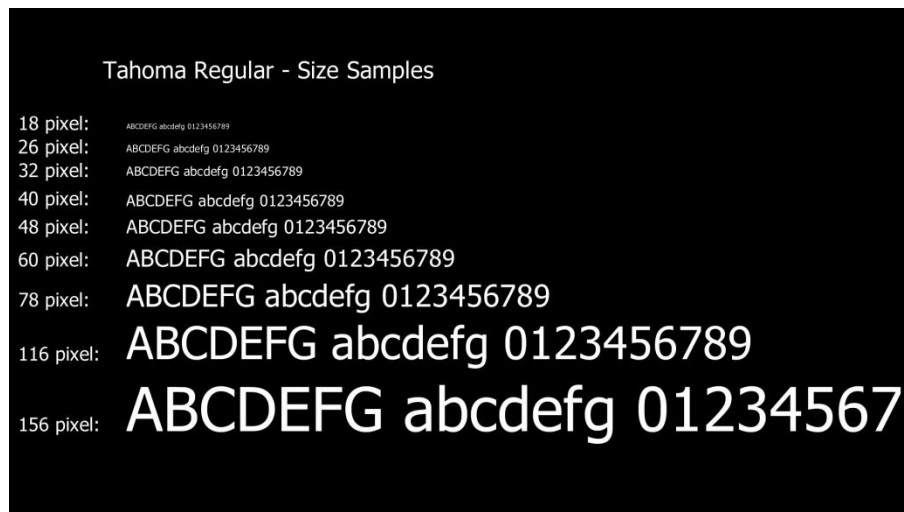 Tahoma Regular - Size Samples
18 pixel: ABCDEFG abcdefg 0123456789
26 pixel: ABCDEFG abcdefg 0123456789
32 pixel: ABCDEFG abcdefg 0123456789
40 pixel: ABCDEFG abcdefg 0123456789
48 pixel: ABCDEFG abcdefg 0123456789
60 pixel: ABCDEFG abcdefg 0123456789
78 pixel: ABCDEFG abcdefg 0123456789
116 pixel: ABCDEFG abcdefg 0123456789
156 pixel: ABCDEFG abcdefg 01234567